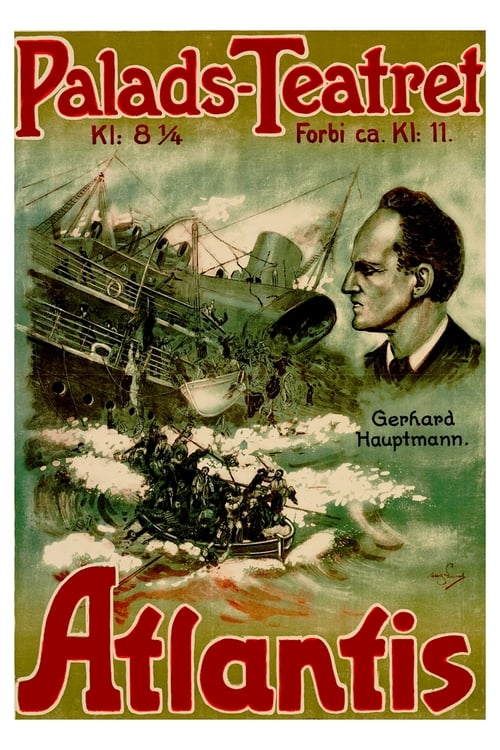 Palads-Teatret
Kl: 8 1/4 Forbi ca. Kl: 11.
Gerhard
Hauptmann.
Atlantis